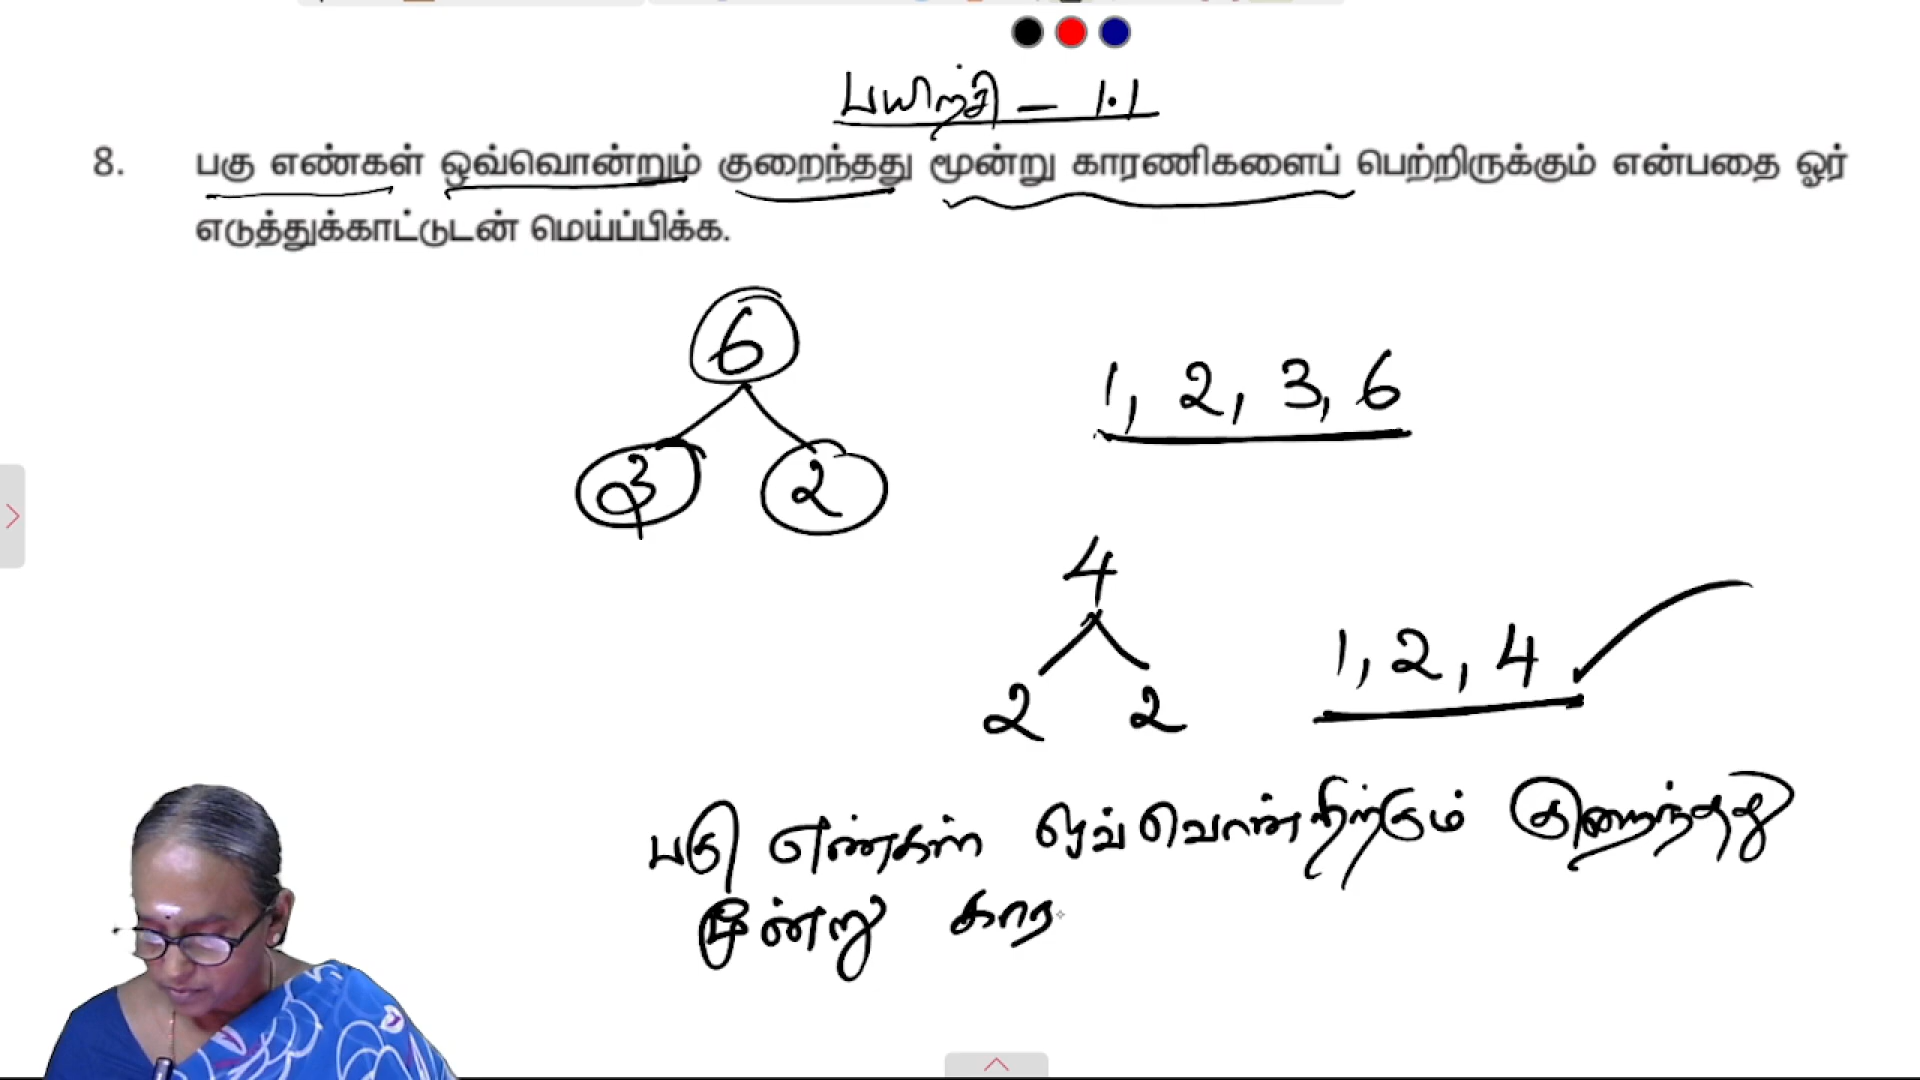 பயிற்சி - 1.1
8. பகு எண்கள் ஒவ்வொன்றும் குறைந்தது மூன்று காரணிகளைப் பெற்றிருக்கும் என்பதை ஓர்
எடுத்துக்காட்டுடன் மெய்ப்பிக்க.
6
1, 2, 3, 6
3 2
4
1, 2, 4
2 2
பகு எண்கள் ஒவ்வொன்றிற்கும் குறைந்தது
மூன்று கார